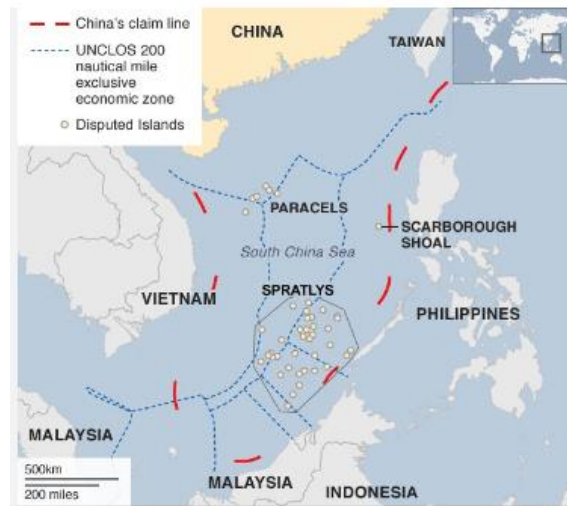 China's claim line
UNCLOS 200
nautical mile
exclusive
economic zone
Disputed Islands
CHINA
TAIWAN
PARACELS
SCARBOROUGH
SHOAL
South China Sea
SPRATLYS
VIETNAM
PHILIPPINES
MALAYSIA
500km
200 miles
MALAYSIA
INDONESIA